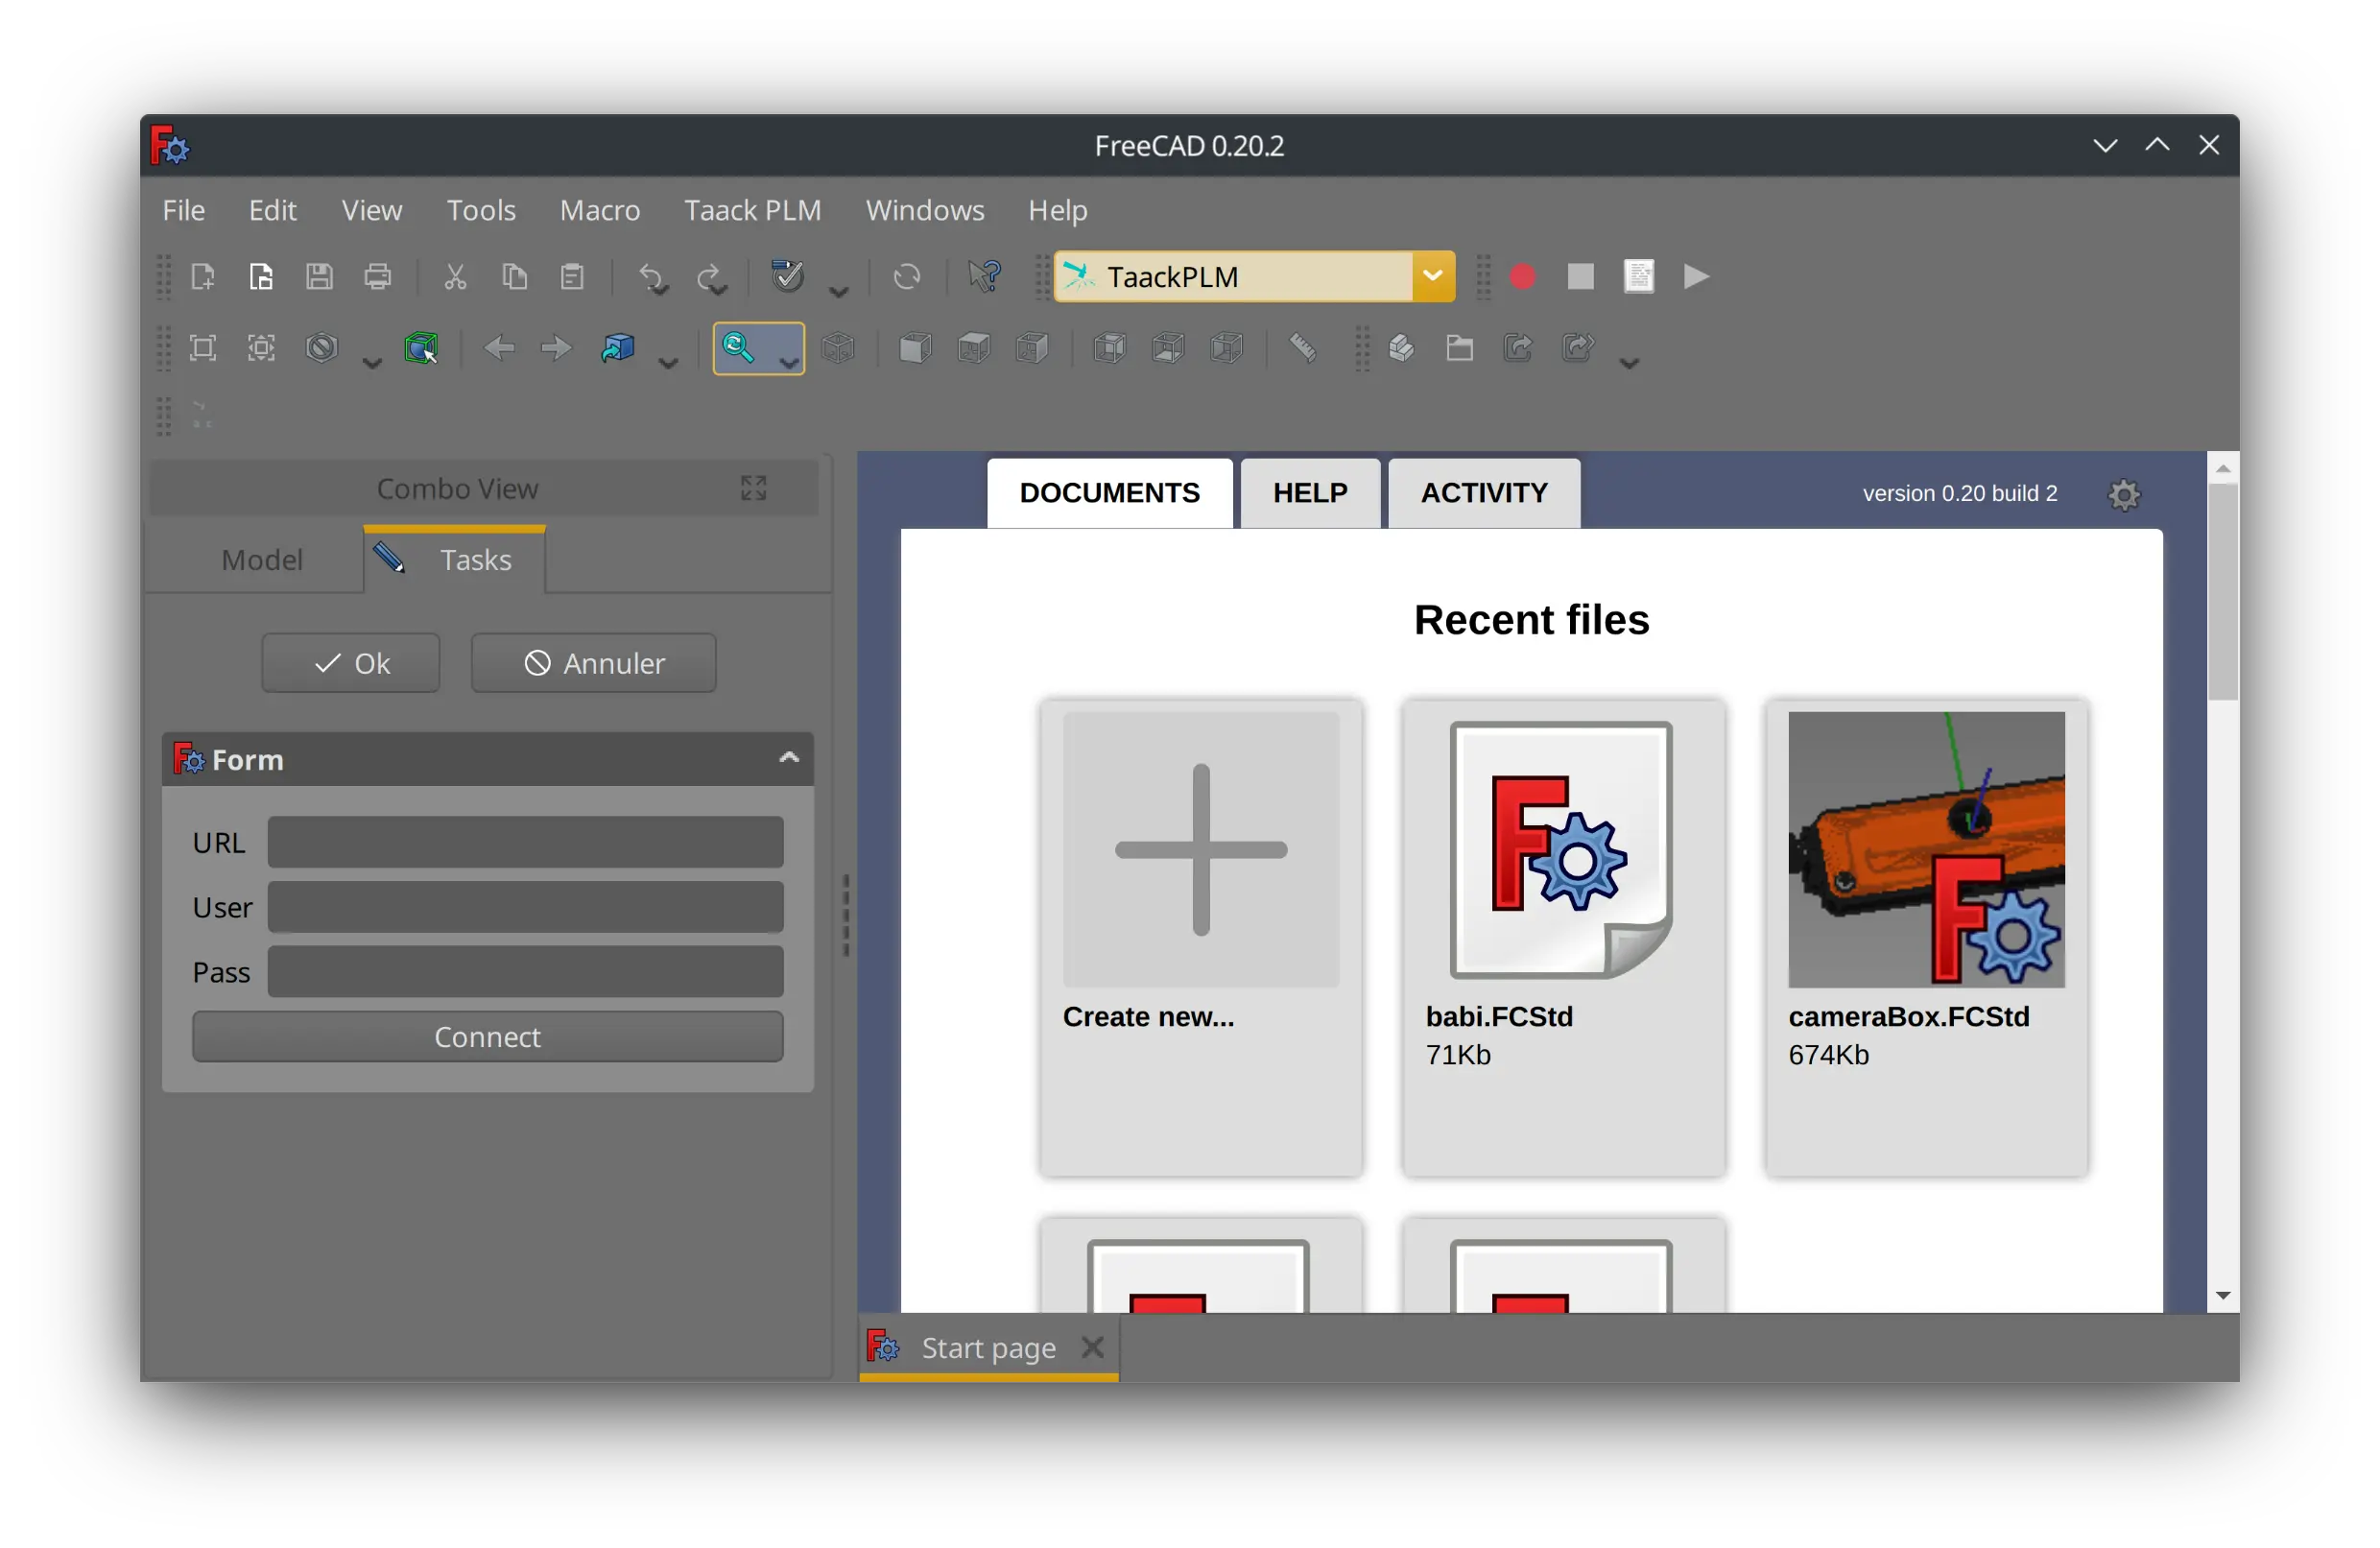 FreeCAD 0.20.2
File Edit View Tools Macro Taack PLM Windows Help
TaackPLM
Combo View
Model Tasks
Ok Annuler
Form
URL
User
Pass
Connect
DOCUMENTS HELP ACTIVITY version 0.20 build 2
Recent files
Create new...
babi.FCStd
71Kb
cameraBox.FCStd
674Kb
Start page